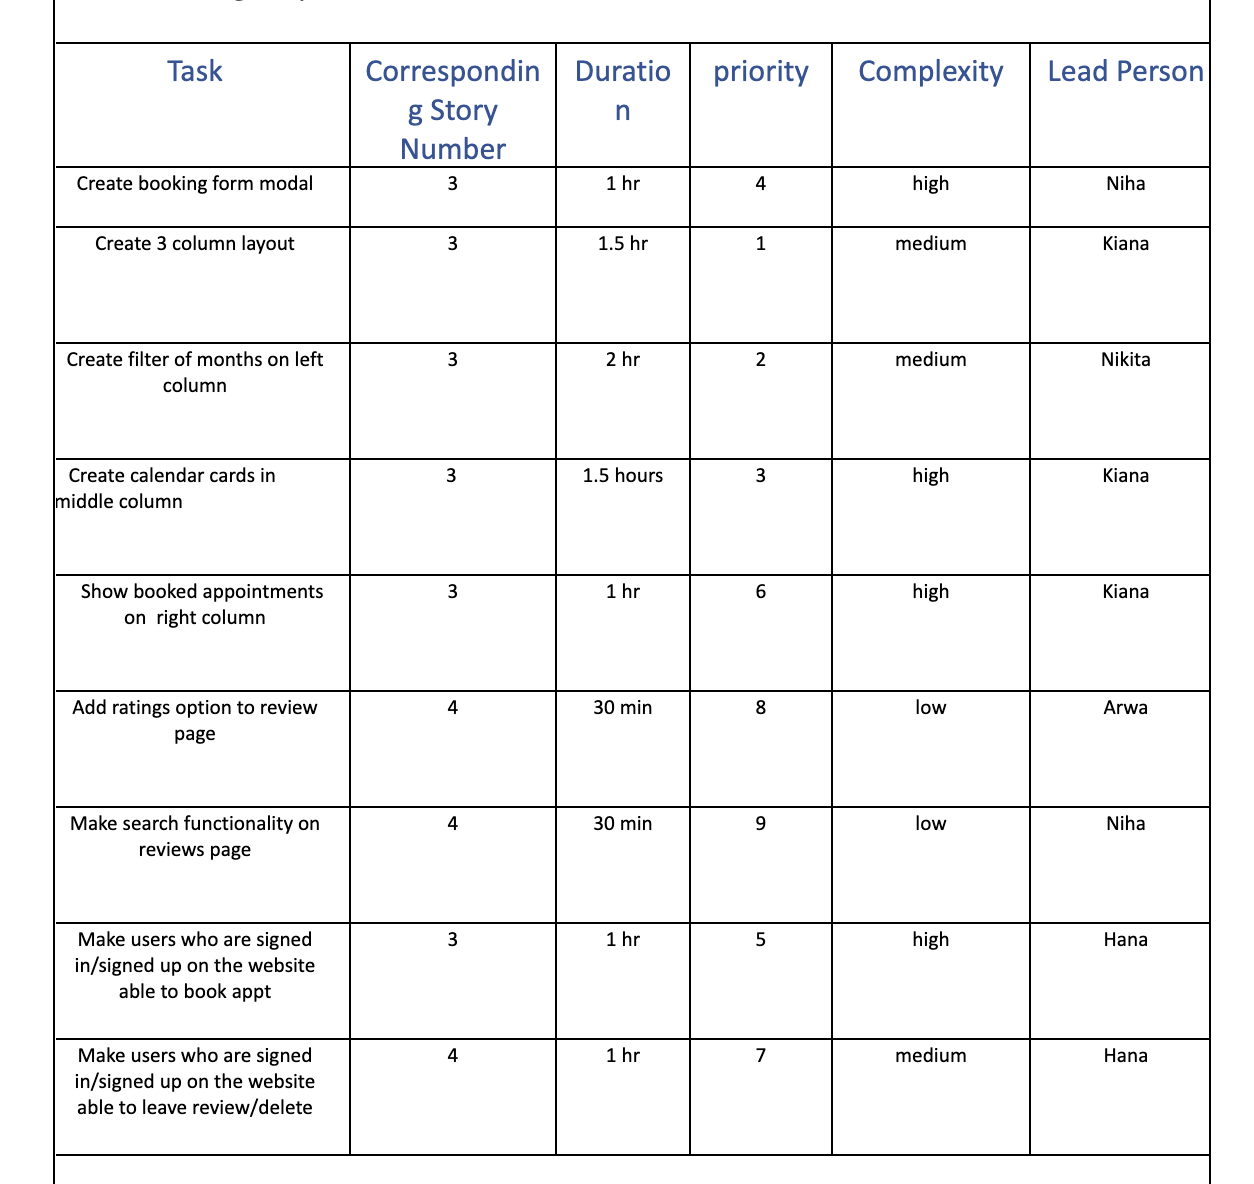 Task
Correspondin
g Story
Number
Duratio
n
priority
Complexity
Lead Person
Create booking form modal
3
1 hr
4
high
Niha
Create 3 column layout
3
1.5 hr
1
medium
Kiana
Create filter of months on left
column
3
2 hr
2
medium
Nikita
Create calendar cards in
middle column
3
1.5 hours
3
high
Kiana
Show booked appointments
on right column
3
1 hr
6
high
Kiana
Add ratings option to review
page
4
30 min
8
low
Arwa
Make search functionality on
reviews page
4
30 min
9
low
Niha
Make users who are signed
in/signed up on the website
able to book appt
3
1 hr
5
high
Hana
Make users who are signed
in/signed up on the website
able to leave review/delete
4
1 hr
7
medium
Hana